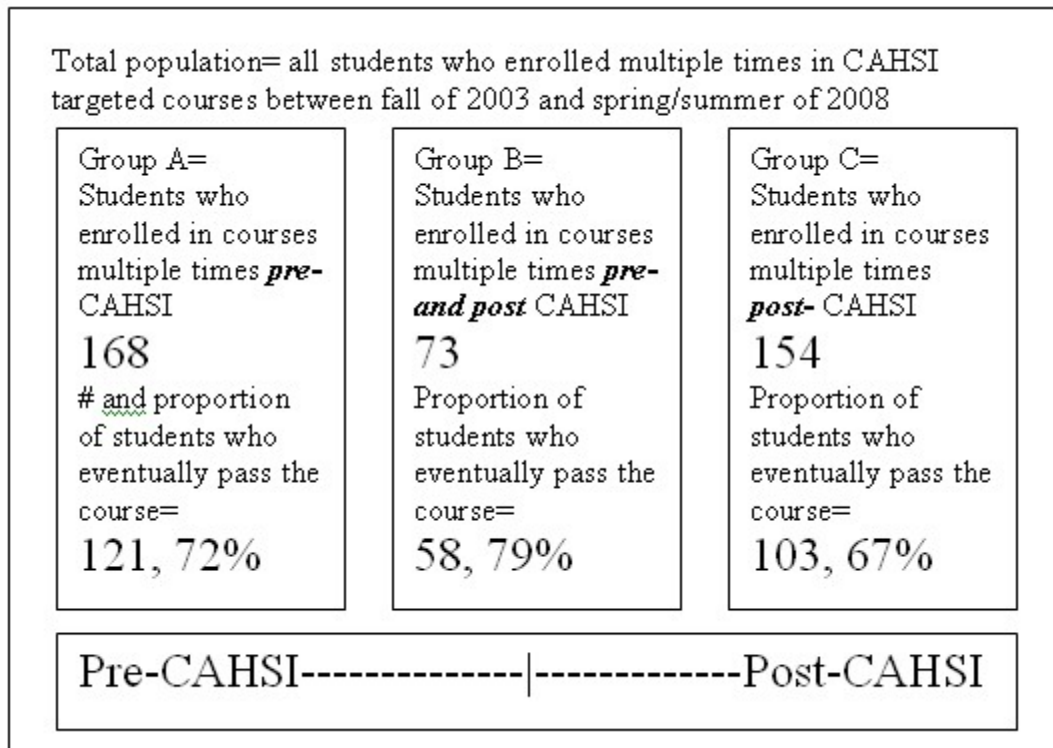 Total population= all students who enrolled multiple times in CAHSI
targeted courses between fall of 2003 and spring/summer of 2008
Group A=
Students who
enrolled in courses
multiple times pre-
CAHSI
168
# and proportion
of students who
eventually pass the
course=
121, 72%
Group B=
Students who
enrolled in courses
multiple times pre-
and post CAHSI
73
Proportion of
students who
eventually pass the
course=
58, 79%
Group C=
Students who
enrolled in courses
multiple times
post- CAHSI
154
Proportion of
students who
eventually pass the
course=
103, 67%
Pre-CAHSI--------------|-------------Post-CAHSI